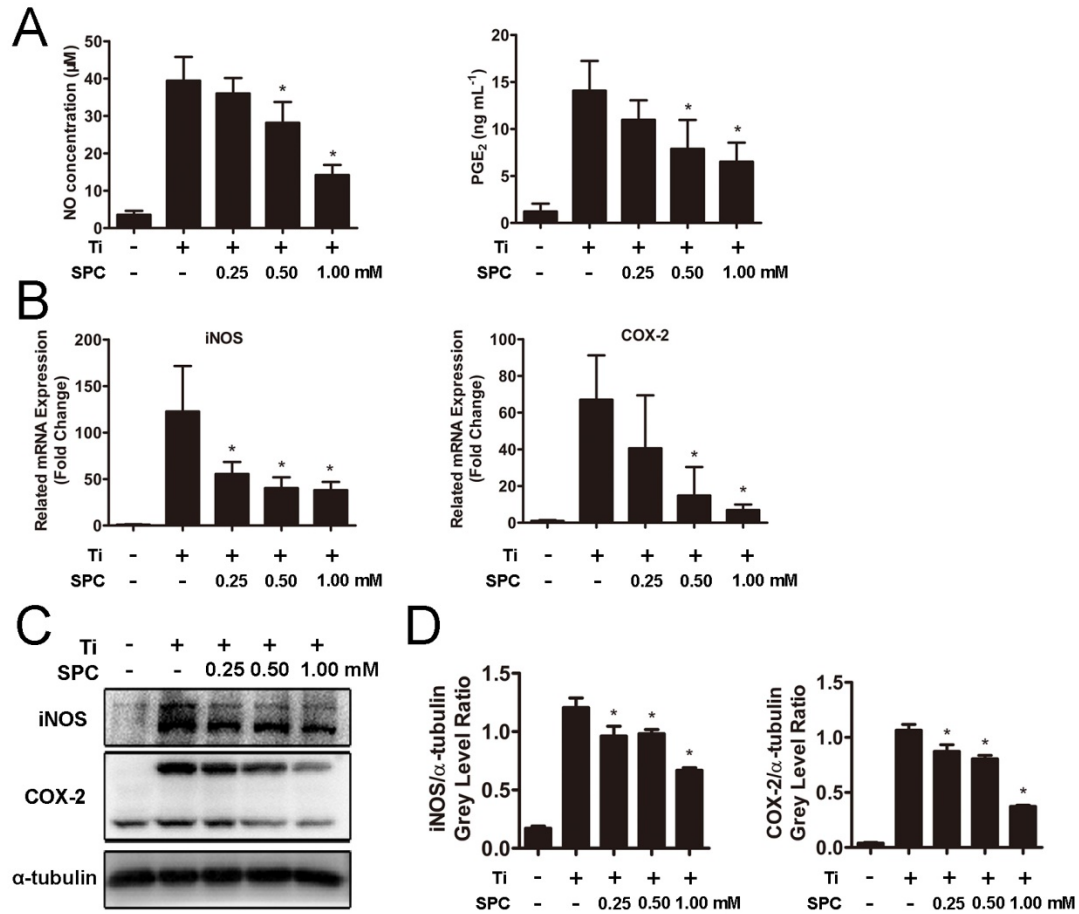 A
NO concentration (μM)
50
40
30
20
10
0
*
*
Ti - + + + +
SPC - - 0.25 0.50 1.00 mM
PGE₂ (ng mL⁻¹)
20
15
10
5
0
*
*
Ti - + + + +
SPC - - 0.25 0.50 1.00 mM
B
iNOS
Related mRNA Expression
(Fold Change)
200
150
100
50
0
* * *
Ti - + + + +
SPC - - 0.25 0.50 1.00 mM
COX-2
Related mRNA Expression
(Fold Change)
100
80
60
40
20
0
*
*
Ti - + + + +
SPC - - 0.25 0.50 1.00 mM
C
Ti - + + + +
SPC - - 0.25 0.50 1.00 mM
iNOS
COX-2
α-tubulin
D
iNOS/α-tubulin
Grey Level Ratio
1.5
1.0
0.5
0.0
* *
*
Ti - + + + +
SPC - - 0.25 0.50 1.00 mM
COX-2/α-tubulin
Grey Level Ratio
1.5
1.0
0.5
0.0
* *
*
Ti - + + + +
SPC - - 0.25 0.50 1.00 mM